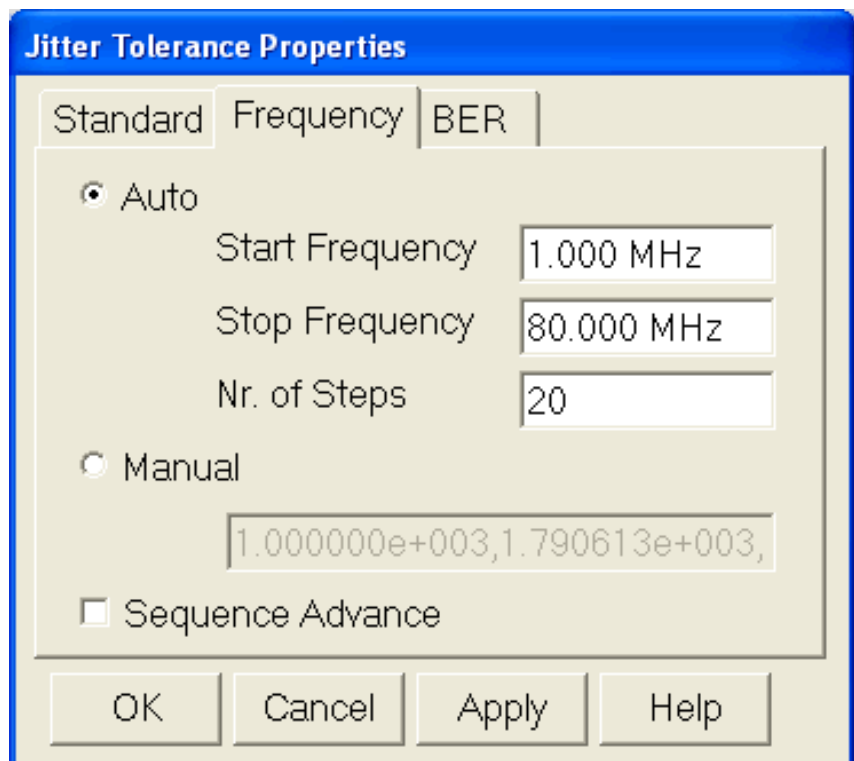 Jitter Tolerance Properties
Standard Frequency BER
Auto
Start Frequency 1.000 MHz
Stop Frequency 80.000 MHz
Nr. of Steps 20
Manual
1.000000e+003,1.790613e+003,
Sequence Advance
OK Cancel Apply Help